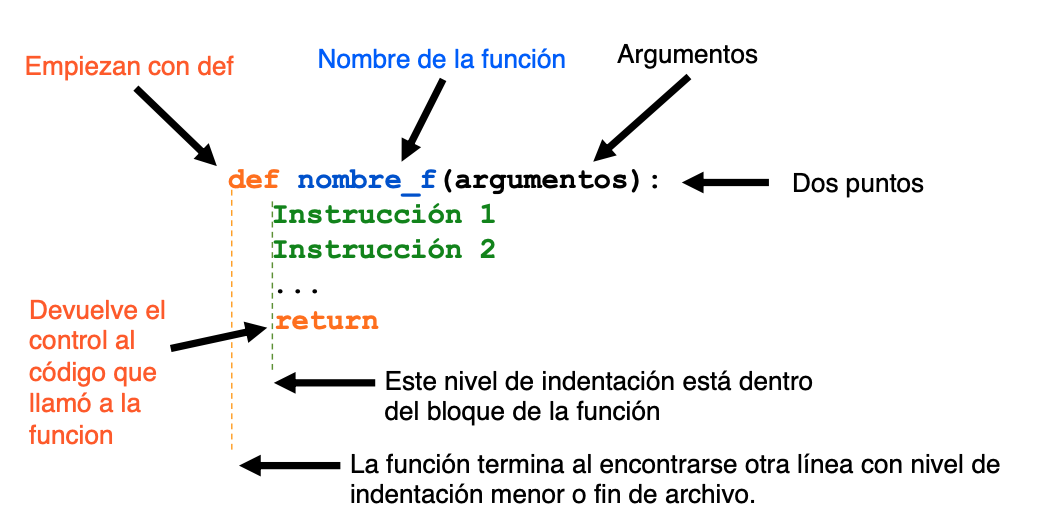 Empiezan con def
Nombre de la función
Argumentos
def nombre_f(argumentos):
Dos puntos
Instrucción 1
Instrucción 2
...
return
Devuelve el
control al
código que
llamó a la
funcion
Este nivel de indentación está dentro
del bloque de la función
La función termina al encontrarse otra línea con nivel de
indentación menor o fin de archivo.